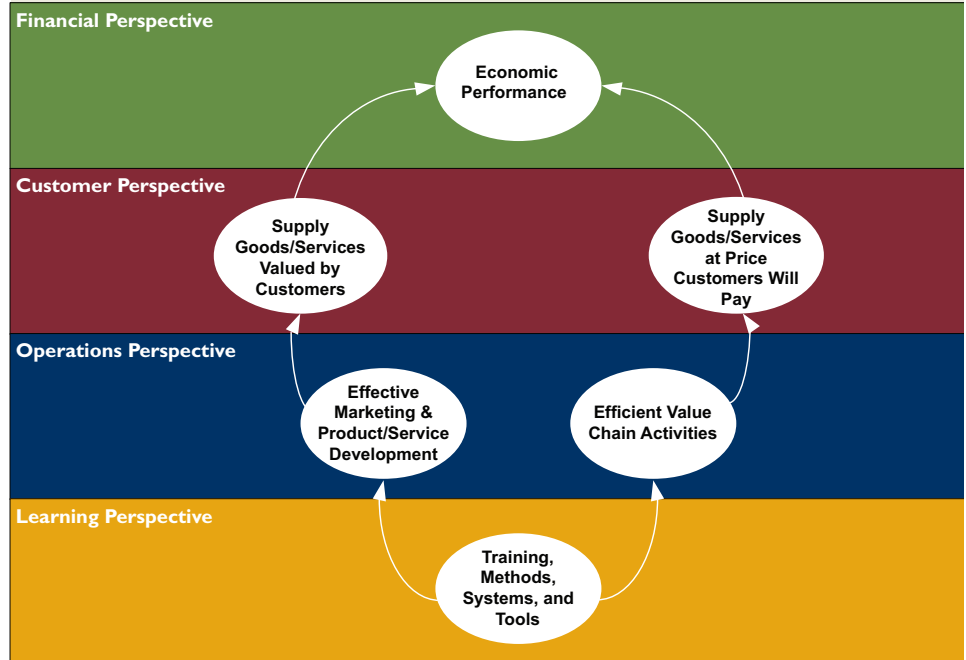 Financial Perspective
Economic
Performance
Customer Perspective
Supply
Goods/Services
Valued by
Customers
Supply
Goods/Services
at Price
Customers Will
Pay
Operations Perspective
Effective
Marketing &
Product/Service
Development
Efficient Value
Chain Activities
Learning Perspective
Training,
Methods,
Systems, and
Tools